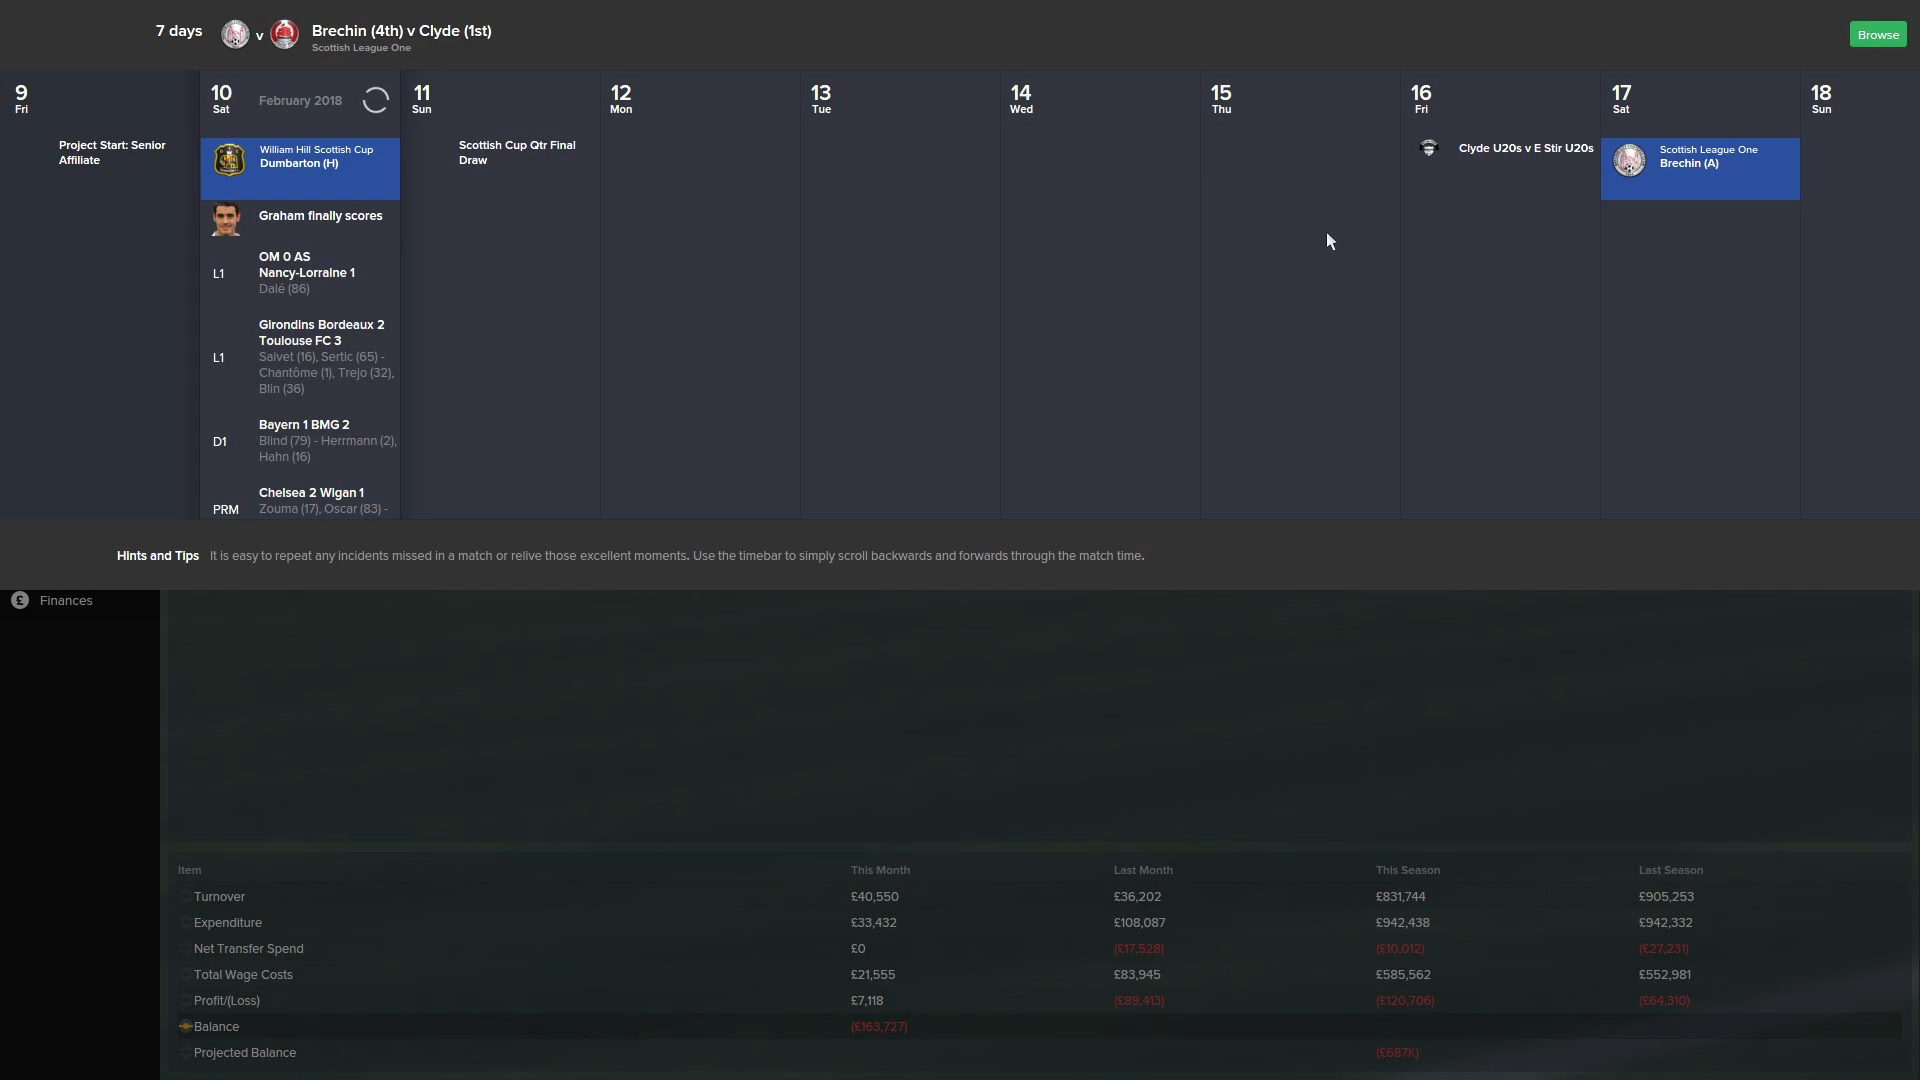 7 days
v
Brechin (4th) v Clyde (1st)
Scottish League One
Browse
9
Fri
Project Start: Senior
Affiliate
10
Sat
February 2018
William Hill Scottish Cup
Dumbarton (H)
Graham finally scores
L1
OM 0 AS
Nancy-Lorraine 1
Dalé (86)
L1
Girondins Bordeaux 2
Toulouse FC 3
Saivet (16), Sertic (65) -
Chantôme (1), Trejo (32),
Blin (36)
D1
Bayern 1 BMG 2
Blind (79) - Herrmann (2),
Hahn (16)
PRM
Chelsea 2 Wigan 1
Zouma (17), Oscar (83) -
11
Sun
Scottish Cup Qtr Final
Draw
12
Mon
13
Tue
14
Wed
15
Thu
16
Fri
Clyde U20s v E Stir U20s
17
Sat
Scottish League One
Brechin (A)
18
Sun
Hints and Tips It is easy to repeat any incidents missed in a match or relive those excellent moments. Use the timebar to simply scroll backwards and forwards through the match time.
£ Finances
Item This Month Last Month This Season Last Season
Turnover £40,550 £36,202 £831,744 £905,253
Expenditure £33,432 £108,087 £942,438 £942,332
Net Transfer Spend £0 (£17,528) (£10,012) (£27,231)
Total Wage Costs £21,555 £83,945 £585,562 £552,981
Profit/(Loss) £7,118 (£89,413) (£120,706) (£64,310)
Balance (£163,727)
Projected Balance (£687K)